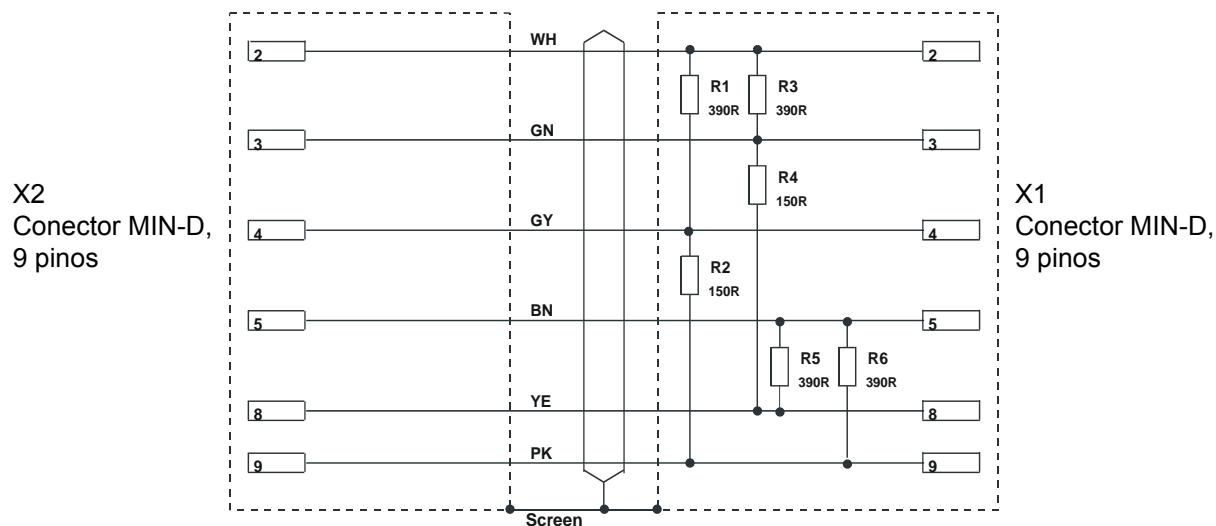 WH
2
2
R1
R3
390R
390R
GN
3
3
R4
150R
X2
Conector MIN-D,
9 pinos
X1
Conector MIN-D,
9 pinos
GY
4
4
R2
150R
BN
5
5
R5
R6
390R
390R
YE
8
8
PK
9
9
Screen